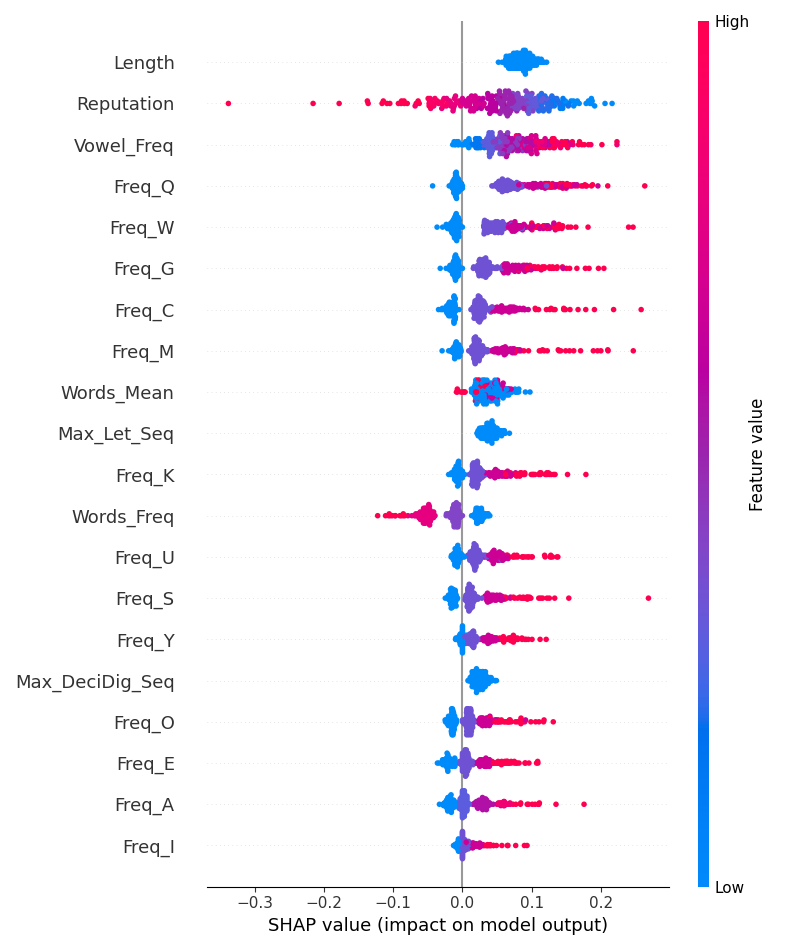 High
Length
Reputation
Vowel_Freq
Freq_Q
Freq_W
Freq_G
Freq_C
Freq_M
Words_Mean
Max_Let_Seq
Freq_K
Words_Freq
Freq_U
Freq_S
Freq_Y
Max_DeciDig_Seq
Freq_O
Freq_E
Freq_A
Freq_I
Feature value
Low
−0.3 −0.2 −0.1 0.0 0.1 0.2
SHAP value (impact on model output)